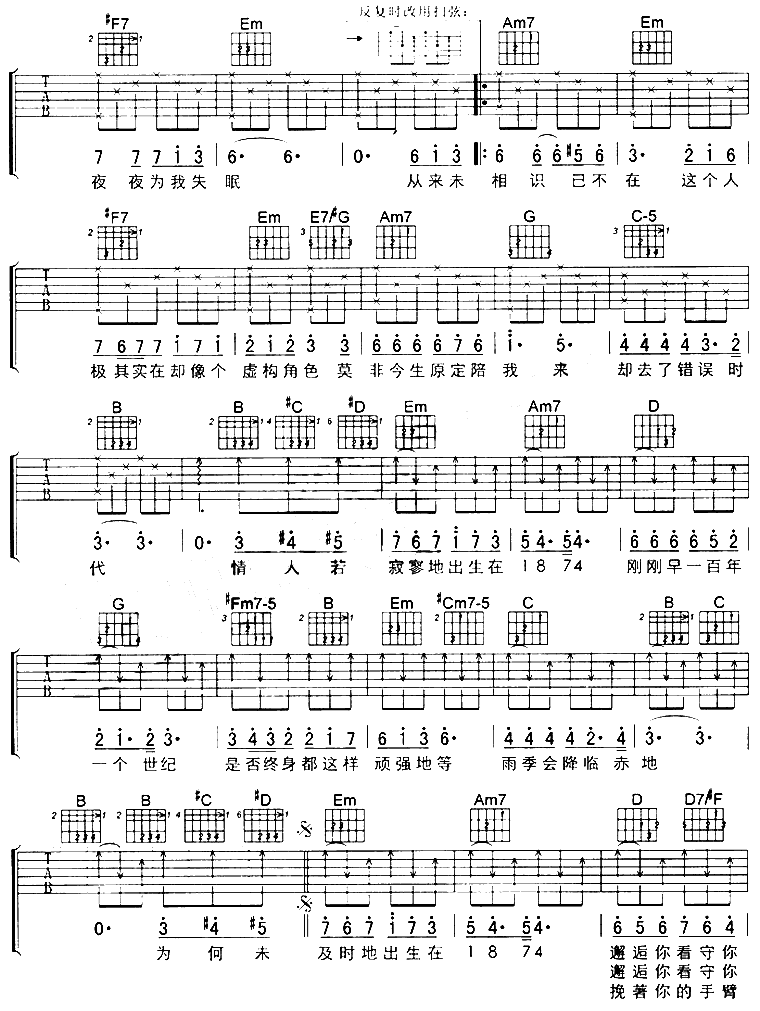 反复时改用扫弦：
#F7 Em Am7 Em
2 1
T A B
7 7 7 i 3 6· 6· 0· 6 i 3 6 6 6 #5 6 3· 2 i 6
夜 夜为我失 眠 从来未 相 识 已不 在 这个人
#F7 Em E7/#G Am7 G C-5
T A B
7 6 7 7 i 7 i 2 i 2 3 3 6 6 6 6 7 6 i· 5· 4 4 4 4 3· 2
极其实在却像个 虚构角色 莫 非今生原定陪 我 来 却去了错误时
B B #C #D Em Am7 D
T A B
3· 3· 0· 3 #4 #5 7 6 7 i 7 3 5 4· 5 4· 6 6 6 6 5 2
代 情 人 若 寂寥地出生在 1 8 7 4 刚刚早一百年
G #Fm7-5 B Em #Cm7-5 C B C
T A B
2 i· 2 3· 3 4 3 2 2 i 7 6 i 3 6· 4 4 4 4 2· 4 3· 3·
一个 世纪 是否终身都这样 顽强地等 雨季会降临赤地
B B #C #D Em Am7 D D7/#F
T A B
0· 3 #4 #5 7 6 7 i 7 3 5 4· 5 4· 6 5 6 7 6 4
为 何 未 及时地出生在 1 8 7 4 邂逅你看守你
邂逅你看守你
挽著你的手臂